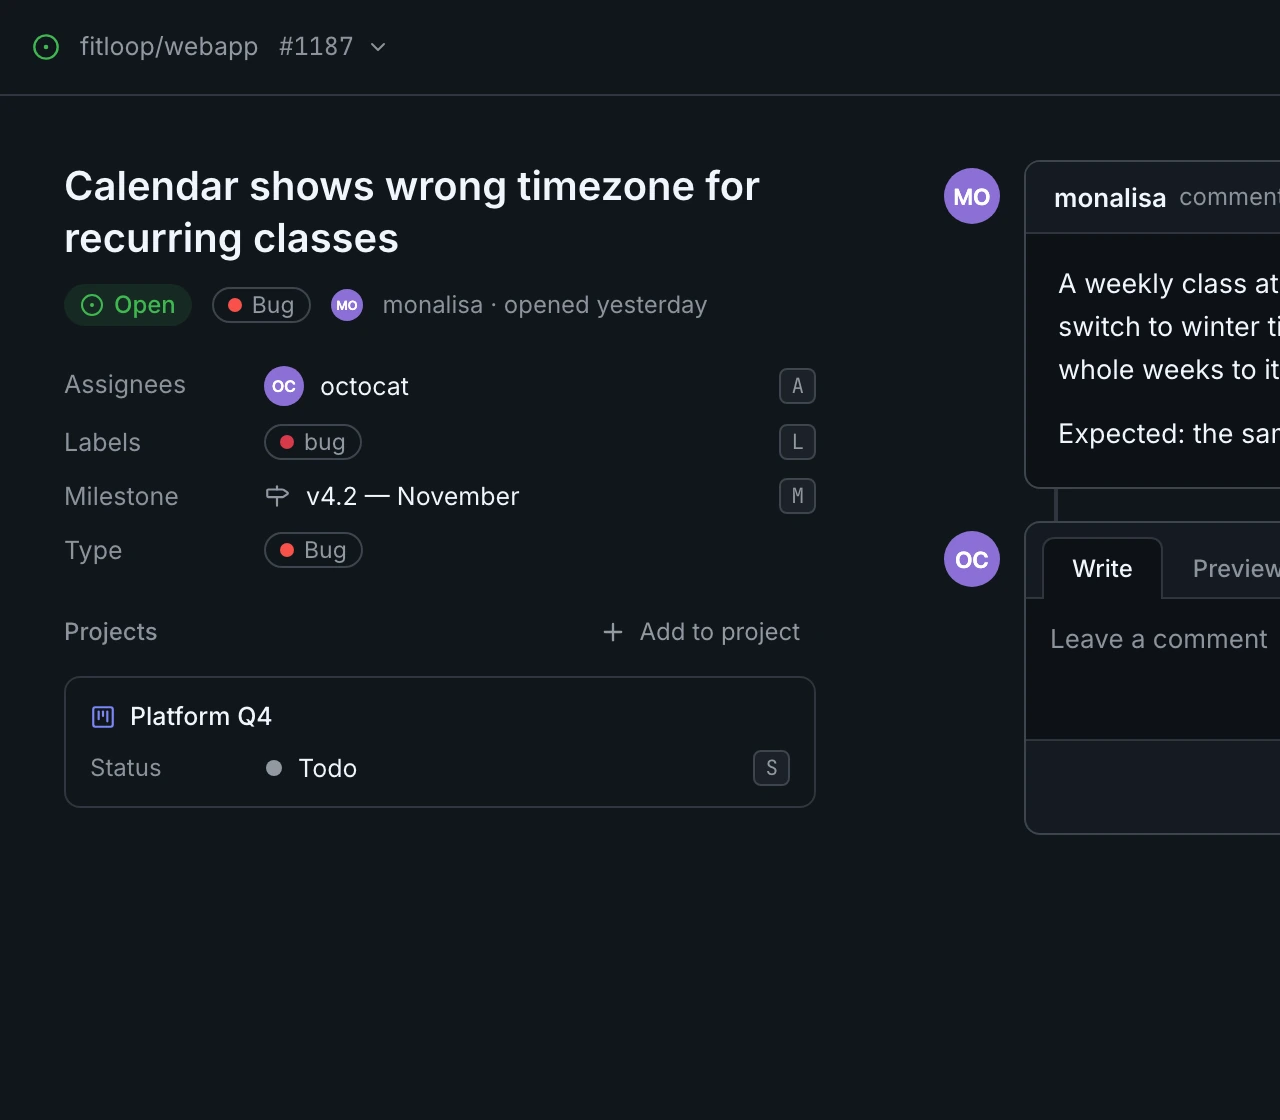 fitloop/webapp #1187
Calendar shows wrong timezone for
recurring classes
Open Bug MO monalisa · opened yesterday
Assignees OC octocat A
Labels bug L
Milestone v4.2 — November M
Type Bug
Projects Add to project
Platform Q4
Status Todo S
MO monalisa
A weekly class at
switch to winter
whole weeks to it
Expected: the
OC Write Preview
Leave a comment